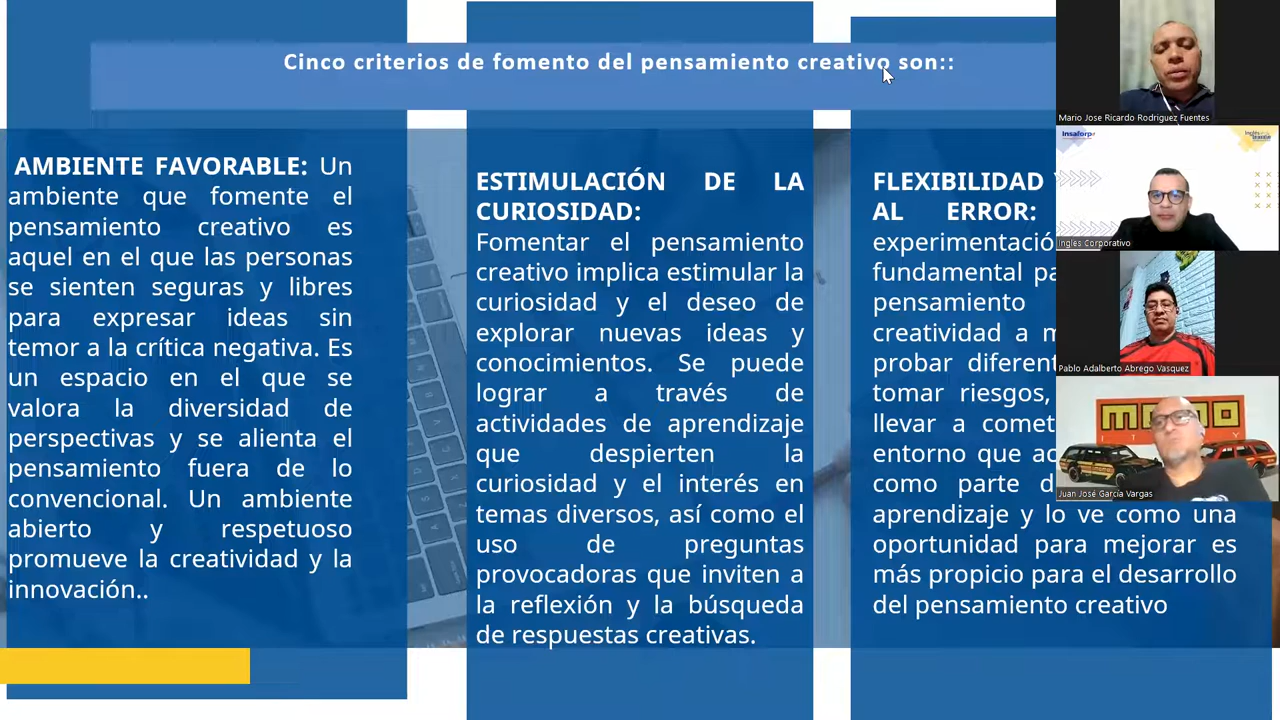 Cinco criterios de fomento del pensamiento creativo son::
AMBIENTE FAVORABLE: Un
ambiente que fomente el
pensamiento creativo es
aquel en el que las personas
se sienten seguras y libres
para expresar ideas sin
temor a la crítica negativa. Es
un espacio en el que se
valora la diversidad de
perspectivas y se alienta el
pensamiento fuera de lo
convencional. Un ambiente
abierto y respetuoso
promueve la creatividad y la
innovación..
ESTIMULACIÓN DE LA
CURIOSIDAD:
Fomentar el pensamiento
creativo implica estimular la
curiosidad y el deseo de
explorar nuevas ideas y
conocimientos. Se puede
lograr a través de
actividades de aprendizaje
que despierten la
curiosidad y el interés en
temas diversos, así como el
uso de preguntas
provocadoras que inviten a
la reflexión y la búsqueda
de respuestas creativas.
FLEXIBILIDAD
AL ERROR:
experimentació
fundamental
pensamiento
creatividad a
probar
tomar riesgos,
llevar a
entorno que
como parte
aprendizaje y lo ve como una
oportunidad para mejorar es
más propicio para el desarrollo
del pensamiento creativo
Mario Jose Ricardo Rodriguez Fuentes
Insaforp
Inglés Corporativo
Pablo Adalberto Abrego Vasquez
Juan José García Vargas